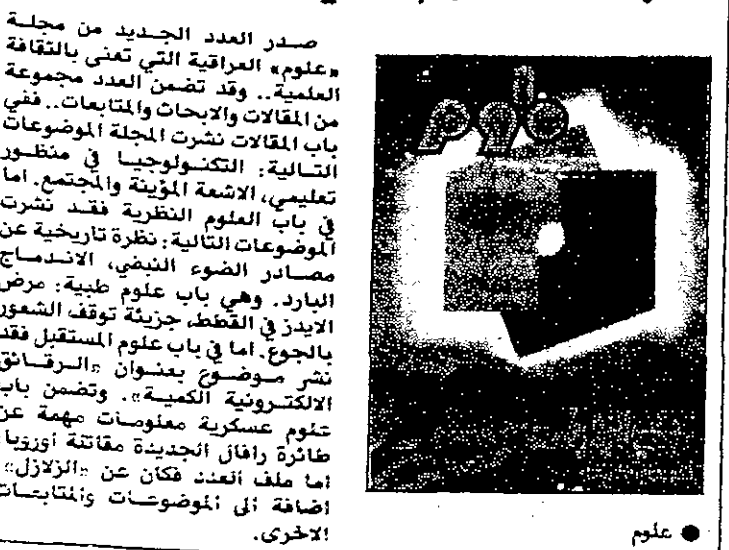 صدر العدد الجديد من مجلة
«علوم» العراقية التي تعنى بالثقافة
العلمية.. وقد تضمن العدد مجموعة
من المقالات والابحاث والمتابعات.. ففي
باب المقالات نشرت المجلة الموضوعات
التالية: التكنولوجيا في منظور
تعليمي، الاشعة المؤينة والمجتمع. اما
في باب العلوم النظرية فقد نشرت
الموضوعات التالية: نظرة تاريخية عن
مصادر الضوء النبضي، الاندماج
البارد. وهي باب علوم طبية: مرض
الايدز في القطط، جزيئة توقف الشعور
بالجوع. اما في باب علوم المستقبل فقد
نشر موضوع بعنوان «الرقائق
الالكترونية الكمية». وتضمن باب
علوم عسكرية معلومات مهمة عن
طائرة رافال الجديدة مقاتلة اوروبا
اما ملف العدد فكان عن «الزلازل»
اضافة الى الموضوعات والمتابعات
الاخرى.
علوم
● علوم